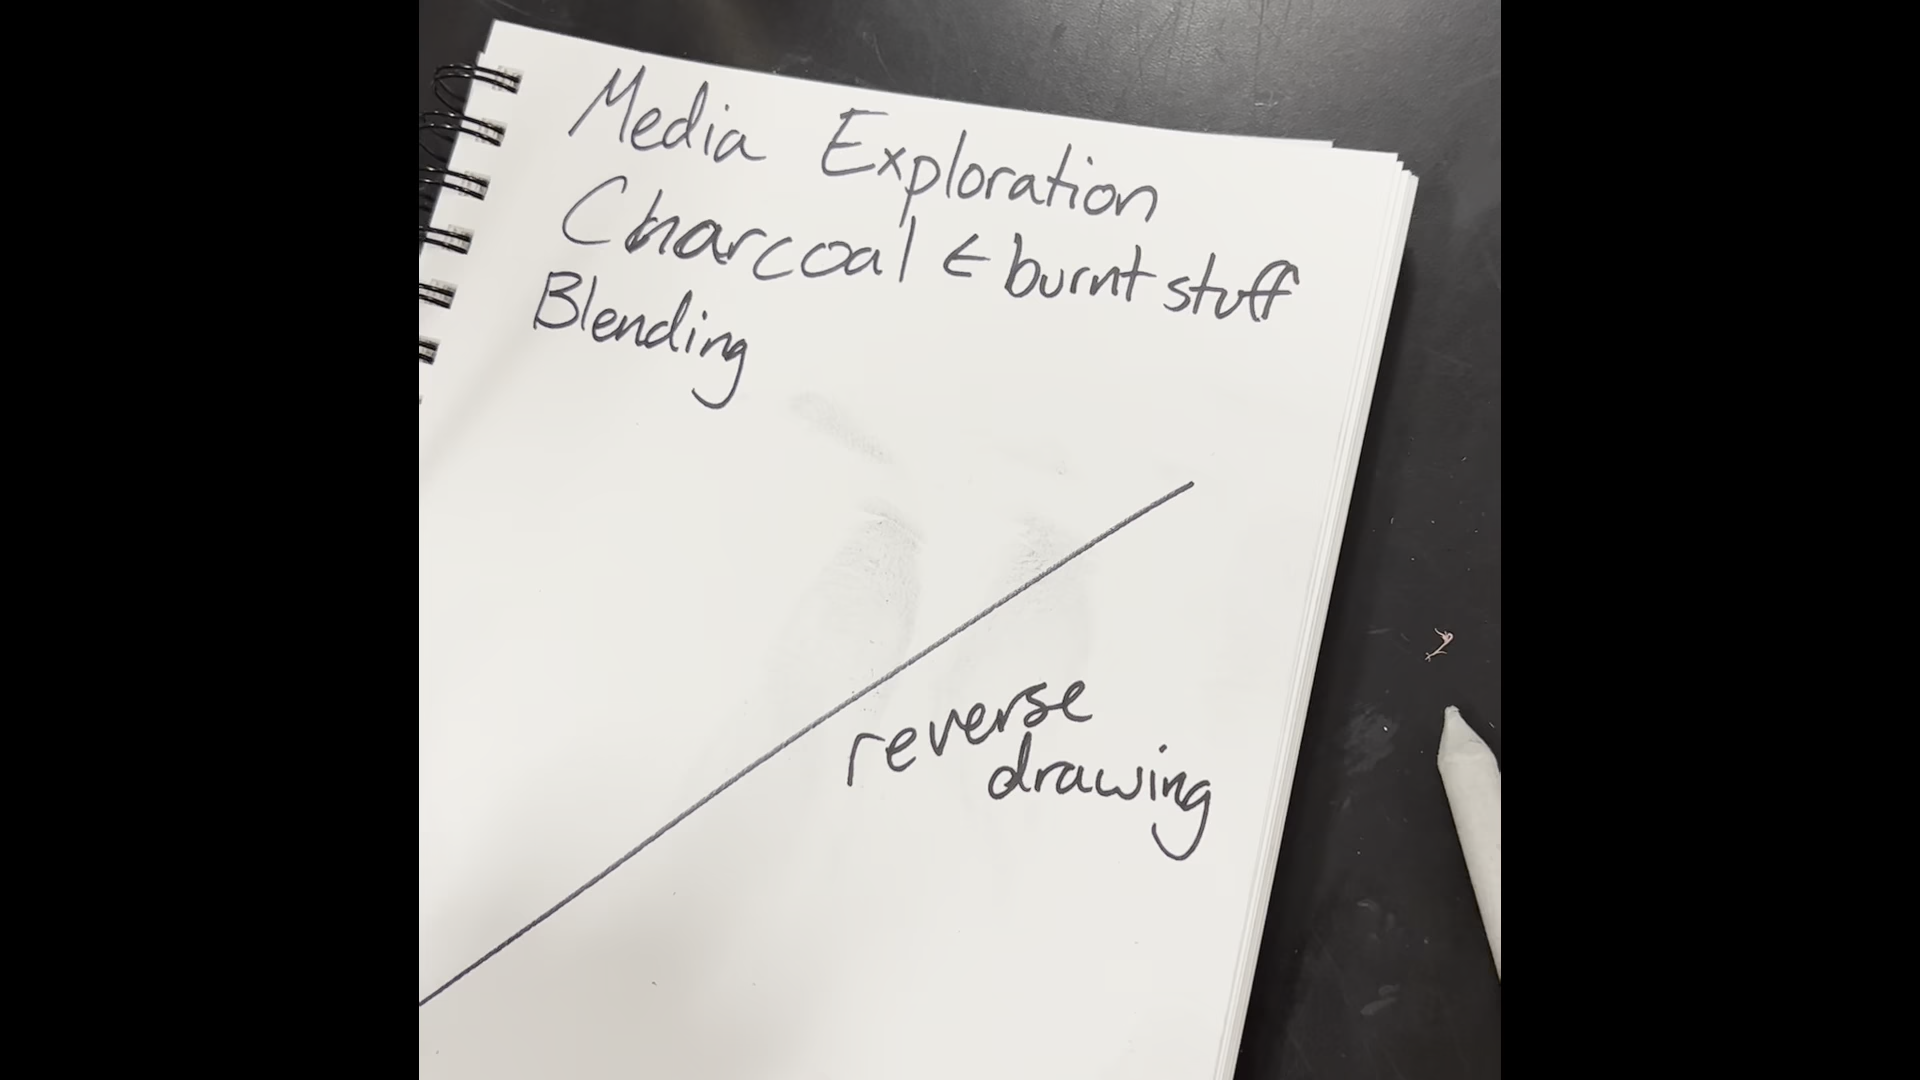 Media Exploration
Charcoal ← burnt stuff
Blending
reverse
drawing